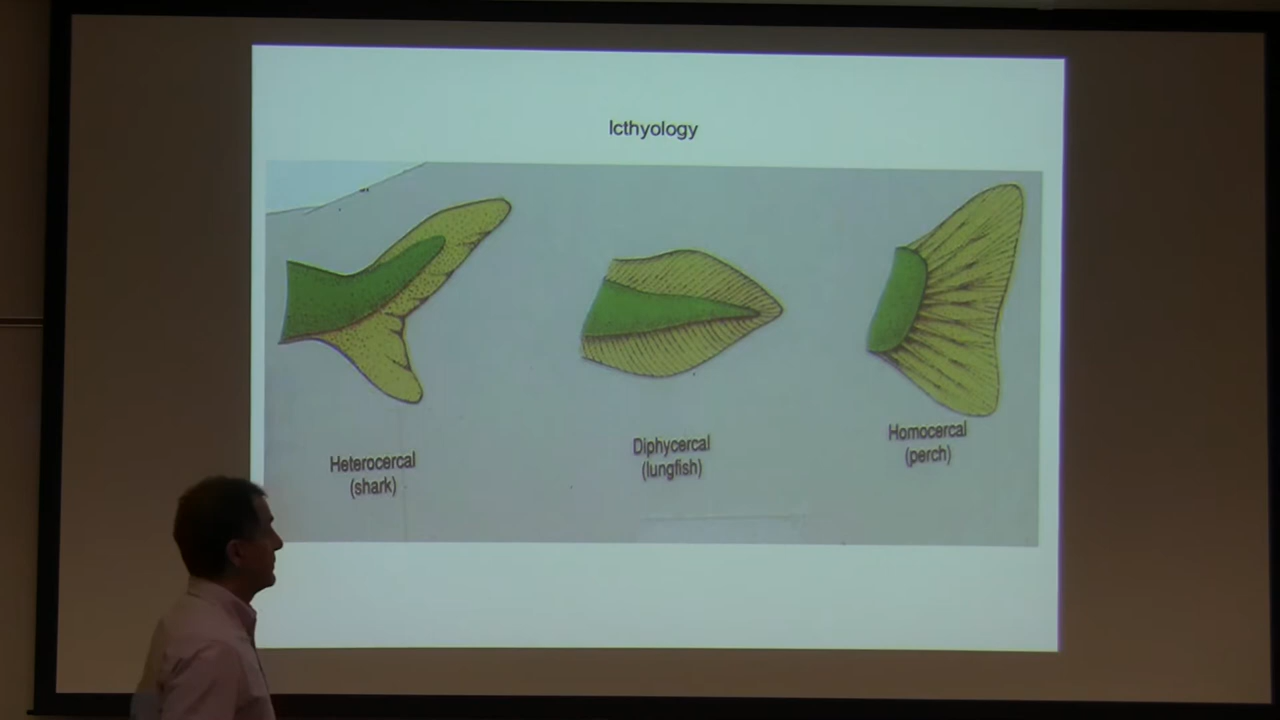 Icthyology
Heterocercal
(shark)
Diphycercal
(lungfish)
Homocercal
(perch)